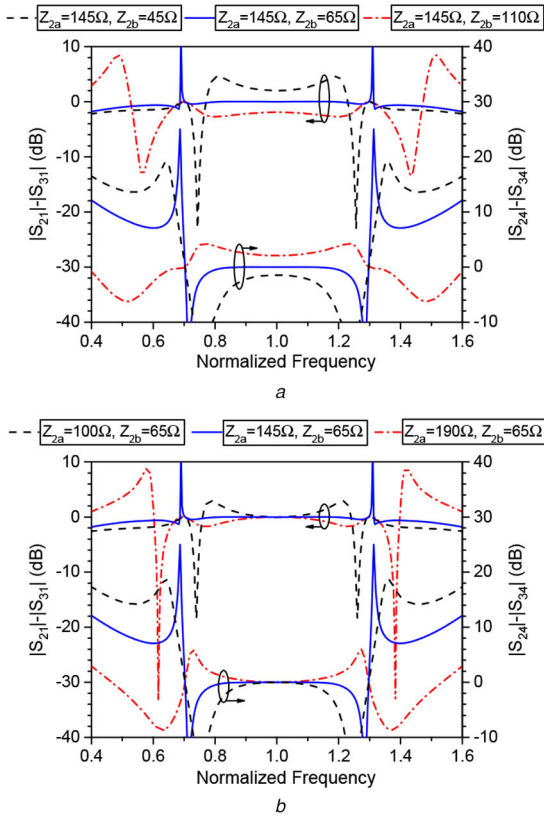 Z2a=145Ω, Z2b=45Ω Z2a=145Ω, Z2b=65Ω Z2a=145Ω, Z2b=110Ω
10 40
0 30
-10 20
-20 10
-30 0
-40 -10
|S21|-|S31| (dB)
|S24|-|S34| (dB)
0.4 0.6 0.8 1.0 1.2 1.4 1.6
Normalized Frequency
a
Z2a=100Ω, Z2b=65Ω Z2a=145Ω, Z2b=65Ω Z2a=190Ω, Z2b=65Ω
10 40
0 30
-10 20
-20 10
-30 0
-40 -10
|S21|-|S31| (dB)
|S24|-|S34| (dB)
0.4 0.6 0.8 1.0 1.2 1.4 1.6
Normalized Frequency
b